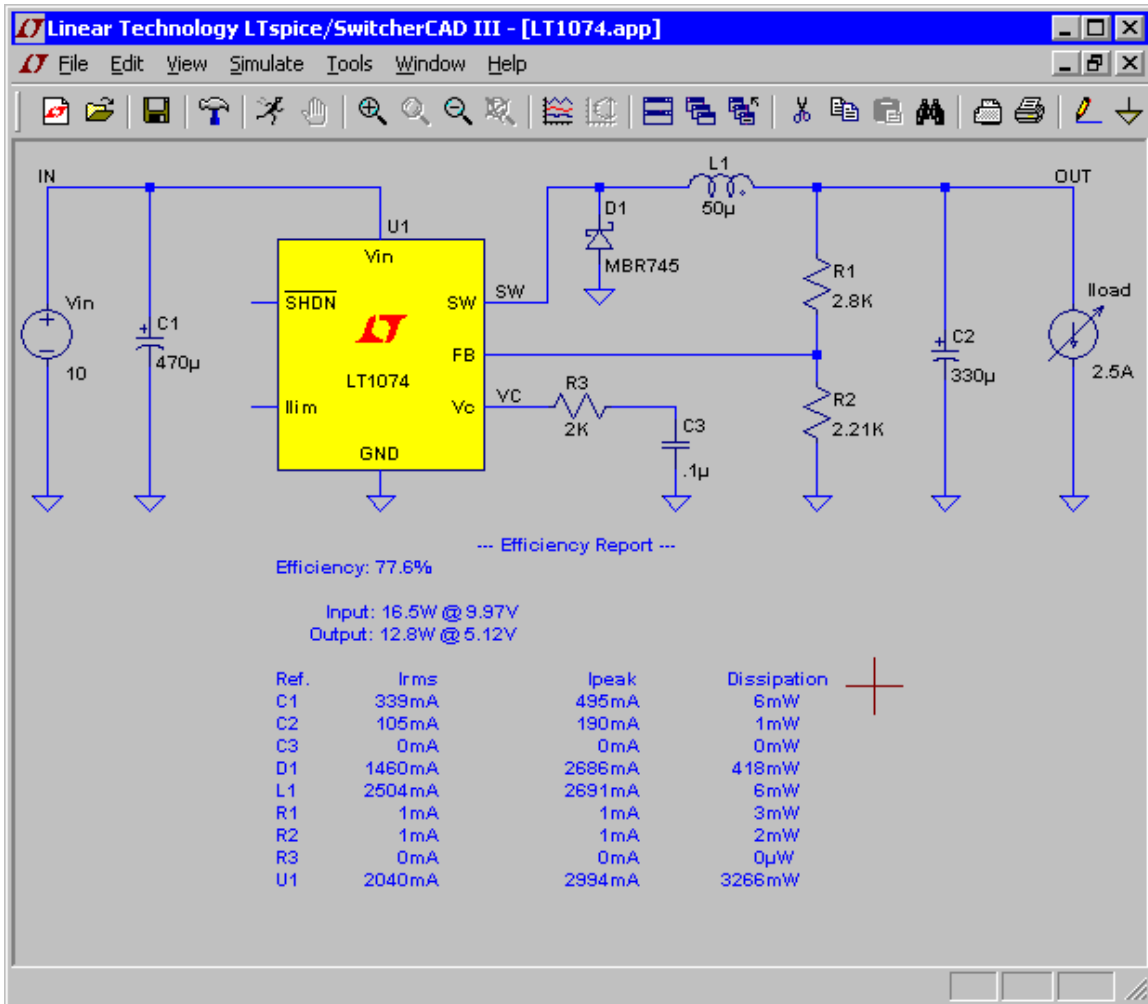 Linear Technology LTspice/SwitcherCAD III - [LT1074.app]
File Edit View Simulate Tools Window Help
IN
OUT
L1
50µ
U1
Vin
D1
MBR745
SHDN
SW
SW
R1
2.8K
Iload
2.5A
Vin
10
C1
470µ
LT
LT1074
FB
C2
330µ
Ilim
Vc
VC
R3
2K
R2
2.21K
C3
.1µ
GND
--- Efficiency Report ---
Efficiency: 77.6%
Input: 16.5W @ 9.97V
Output: 12.8W @ 5.12V
Ref. Irms Ipeak Dissipation
C1 339mA 495mA 6mW
C2 105mA 190mA 1mW
C3 0mA 0mA 0mW
D1 1460mA 2686mA 418mW
L1 2504mA 2691mA 6mW
R1 1mA 1mA 3mW
R2 1mA 1mA 2mW
R3 0mA 0mA 0µW
U1 2040mA 2994mA 3266mW